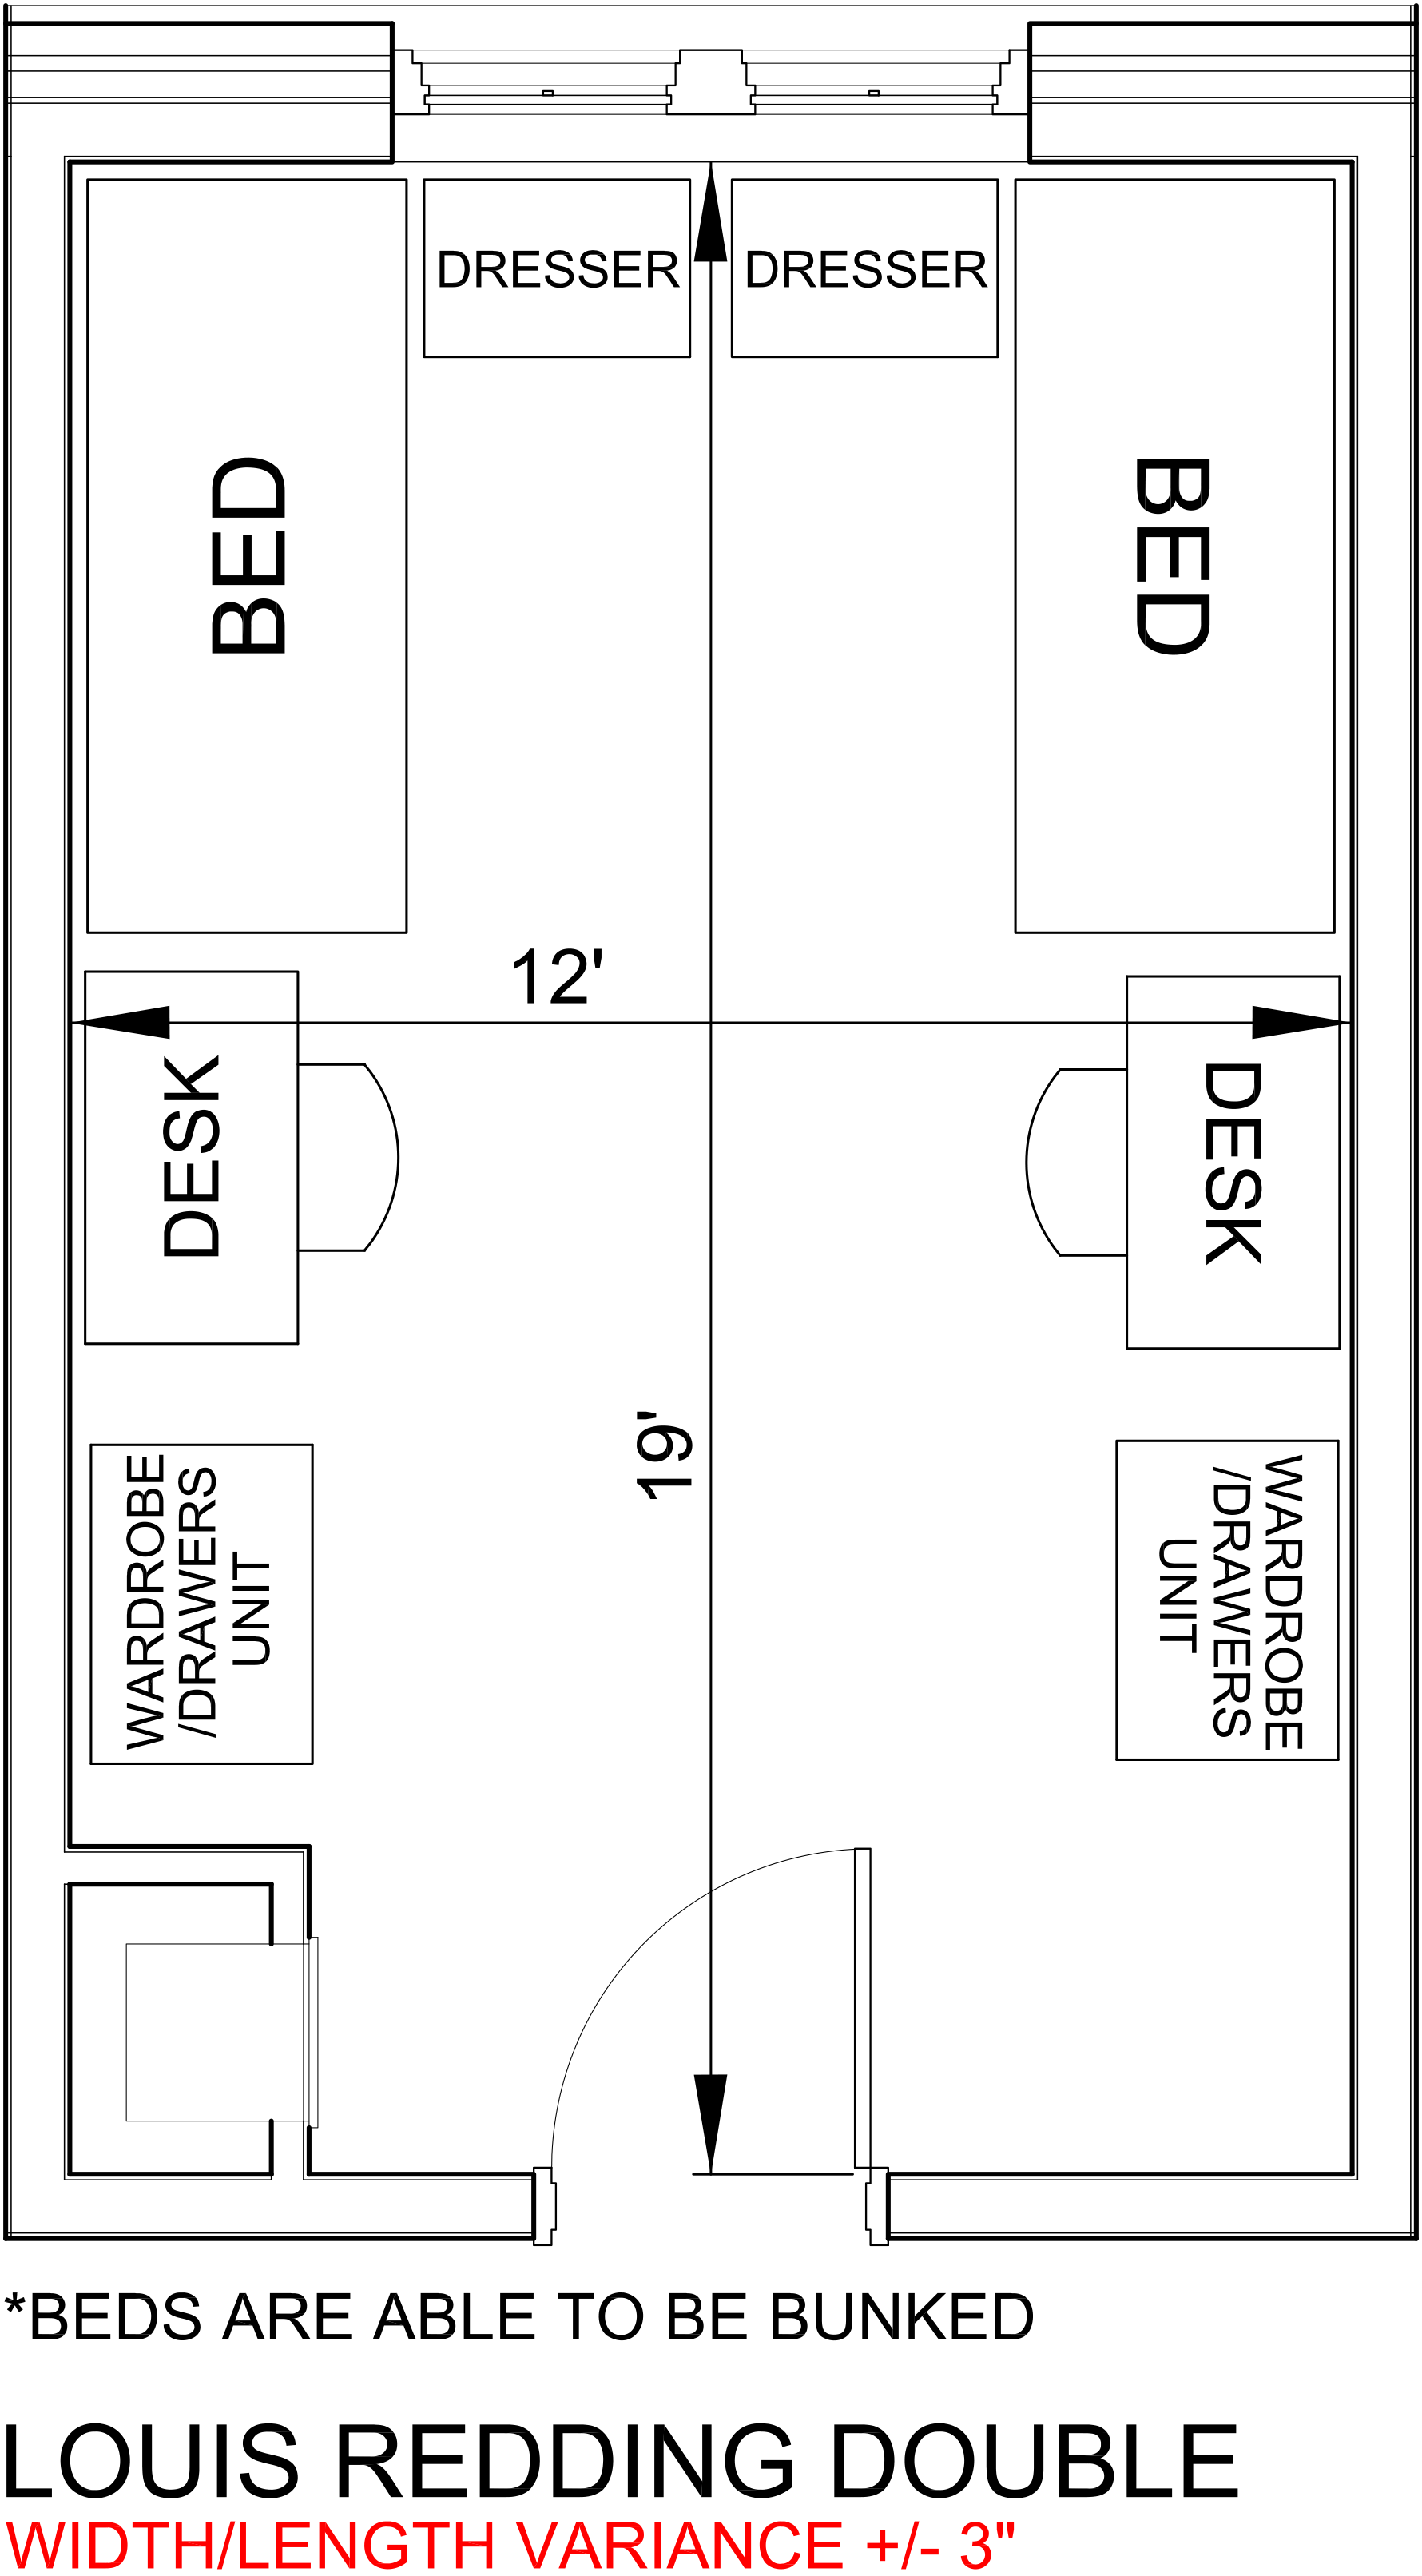 DRESSER
DRESSER
BED
BED
12'
DESK
DESK
19'
WARDROBE
/DRAWERS
UNIT
WARDROBE
/DRAWERS
UNIT
*BEDS ARE ABLE TO BE BUNKED
LOUIS REDDING DOUBLE
WIDTH/LENGTH VARIANCE +/- 3"